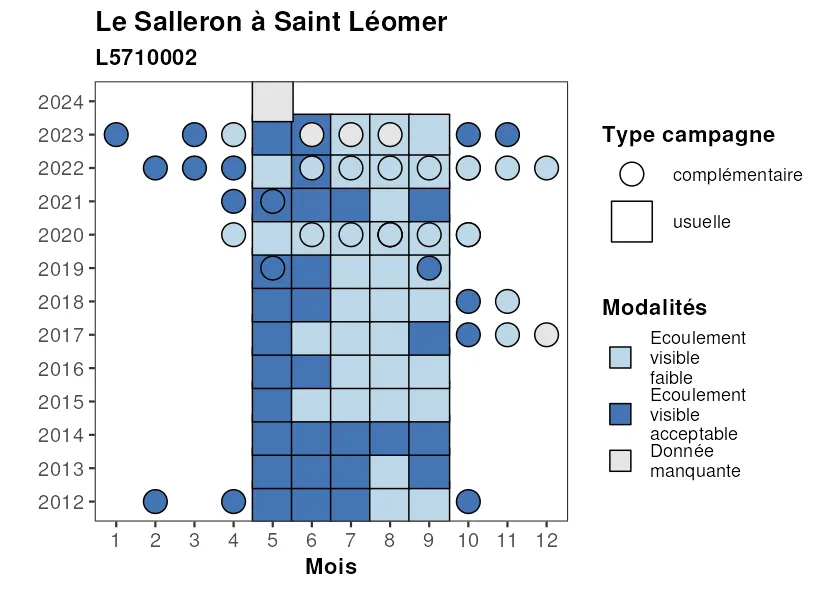 Le Salleron à Saint Léomer
L5710002
2024
2023
2022
2021
2020
2019
2018
2017
2016
2015
2014
2013
2012
1 2 3 4 5 6 7 8 9 10 11 12
Mois
Type campagne
complémentaire
usuelle
Modalités
Ecoulement
visible
faible
Ecoulement
visible
acceptable
Donnée
manquante